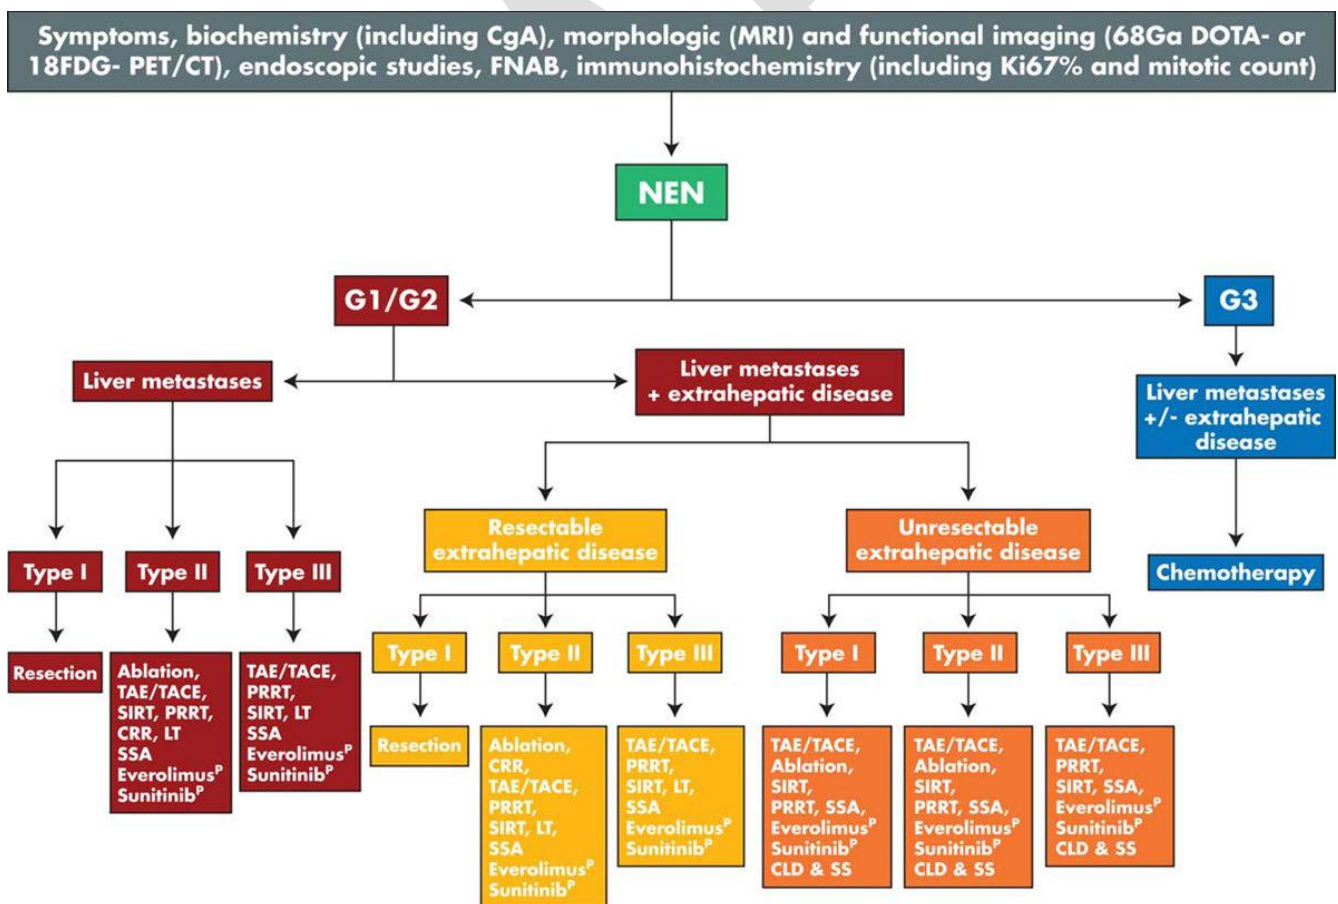 Symptoms, biochemistry (including CgA), morphologic (MRI) and functional imaging (68Ga DOTA- or
18FDG- PET/CT), endoscopic studies, FNAB, immunohistochemistry (including Ki67% and mitotic count)
NEN
G1/G2
G3
Liver metastases
Liver metastases
+ extrahepatic disease
Liver metastases
+/- extrahepatic
disease
Resectable
extrahepatic disease
Unresectable
extrahepatic disease
Chemotherapy
Type I
Type II
Type III
Type I
Type II
Type III
Type I
Type II
Type III
Resection
Ablation,
TAE/TACE,
SIRT, PRRT,
CRR, LT
SSA
Everolimusᴾ
Sunitinibᴾ
TAE/TACE,
PRRT,
SIRT, LT
SSA
Everolimusᴾ
Sunitinibᴾ
Resection
Ablation,
CRR,
TAE/TACE,
PRRT,
SIRT, LT,
SSA
Everolimusᴾ
Sunitinibᴾ
TAE/TACE,
PRRT,
SIRT, LT,
SSA
Everolimusᴾ
Sunitinibᴾ
TAE/TACE,
Ablation,
SIRT,
PRRT, SSA,
Everolimusᴾ
Sunitinibᴾ
CLD & SS
TAE/TACE,
Ablation,
SIRT,
PRRT, SSA,
Everolimusᴾ
Sunitinibᴾ
CLD & SS
TAE/TACE,
PRRT,
SIRT, SSA,
Everolimusᴾ
Sunitinibᴾ
CLD & SS